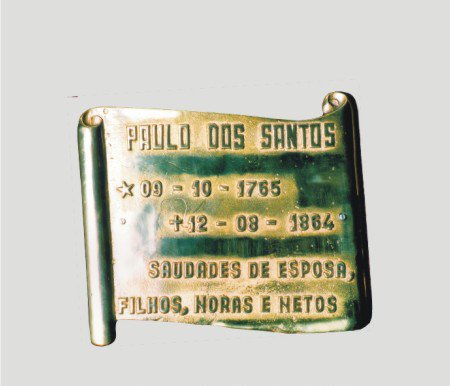 PAULO DOS SANTOS
☆09 - 10 - 1765
✝12 - 08 - 1864
SAUDADES DE ESPOSA,
FILHOS, NORAS E NETOS